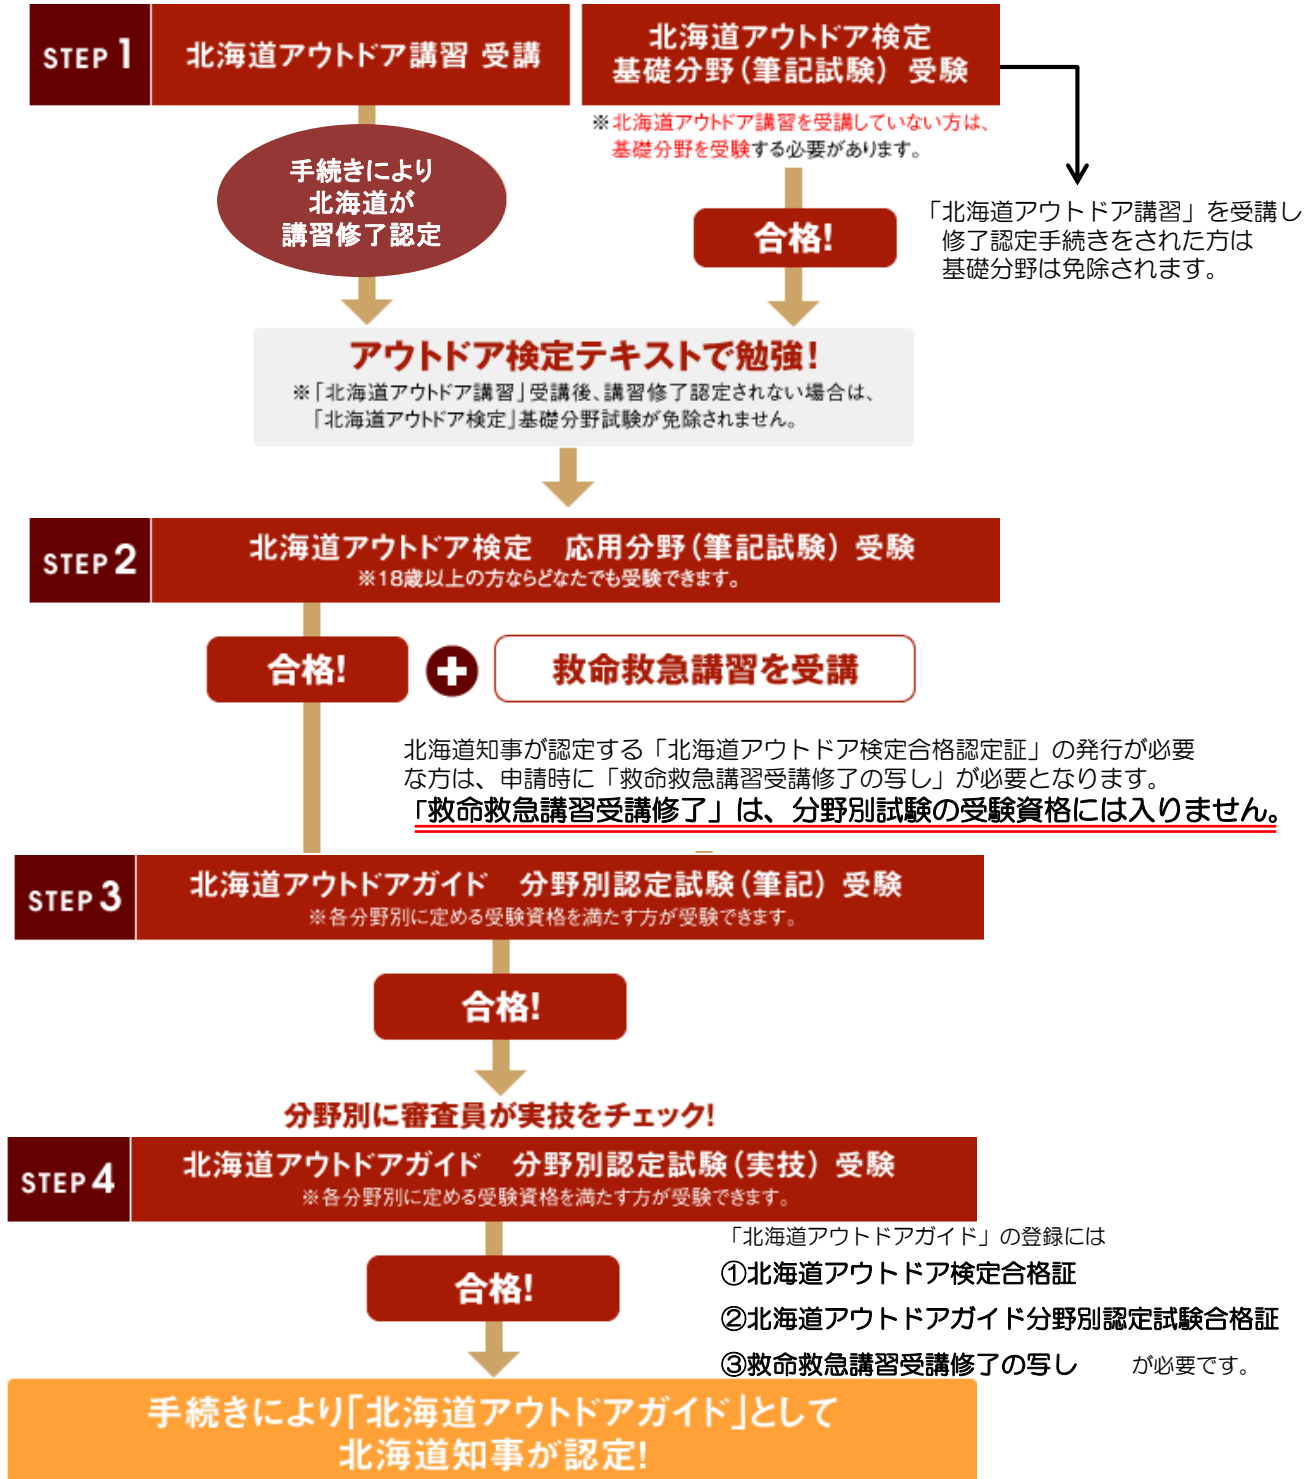 STEP 1
北海道アウトドア講習 受講
北海道アウトドア検定
基礎分野(筆記試験) 受験
※北海道アウトドア講習を受講していない方は、
基礎分野を受験する必要があります。
手続きにより
北海道が
講習修了認定
合格!
「北海道アウトドア講習」を受講し
修了認定手続きをされた方は
基礎分野は免除されます。
アウトドア検定テキストで勉強!
※「北海道アウトドア講習」受講後、講習修了認定されない場合は、
「北海道アウトドア検定」基礎分野試験が免除されません。
STEP 2
北海道アウトドア検定　応用分野(筆記試験) 受験
※18歳以上の方ならどなたでも受験できます。
合格!
救命救急講習を受講
北海道知事が認定する「北海道アウトドア検定合格認定証」の発行が必要
な方は、申請時に「救命救急講習受講修了の写し」が必要となります。
「救命救急講習受講修了」は、分野別試験の受験資格には入りません。
STEP 3
北海道アウトドアガイド　分野別認定試験(筆記) 受験
※各分野別に定める受験資格を満たす方が受験できます。
合格!
分野別に審査員が実技をチェック!
STEP 4
北海道アウトドアガイド　分野別認定試験(実技) 受験
※各分野別に定める受験資格を満たす方が受験できます。
合格!
「北海道アウトドアガイド」の登録には
①北海道アウトドア検定合格証
②北海道アウトドアガイド分野別認定試験合格証
③救命救急講習受講修了の写し　　が必要です。
手続きにより「北海道アウトドアガイド」として
北海道知事が認定!